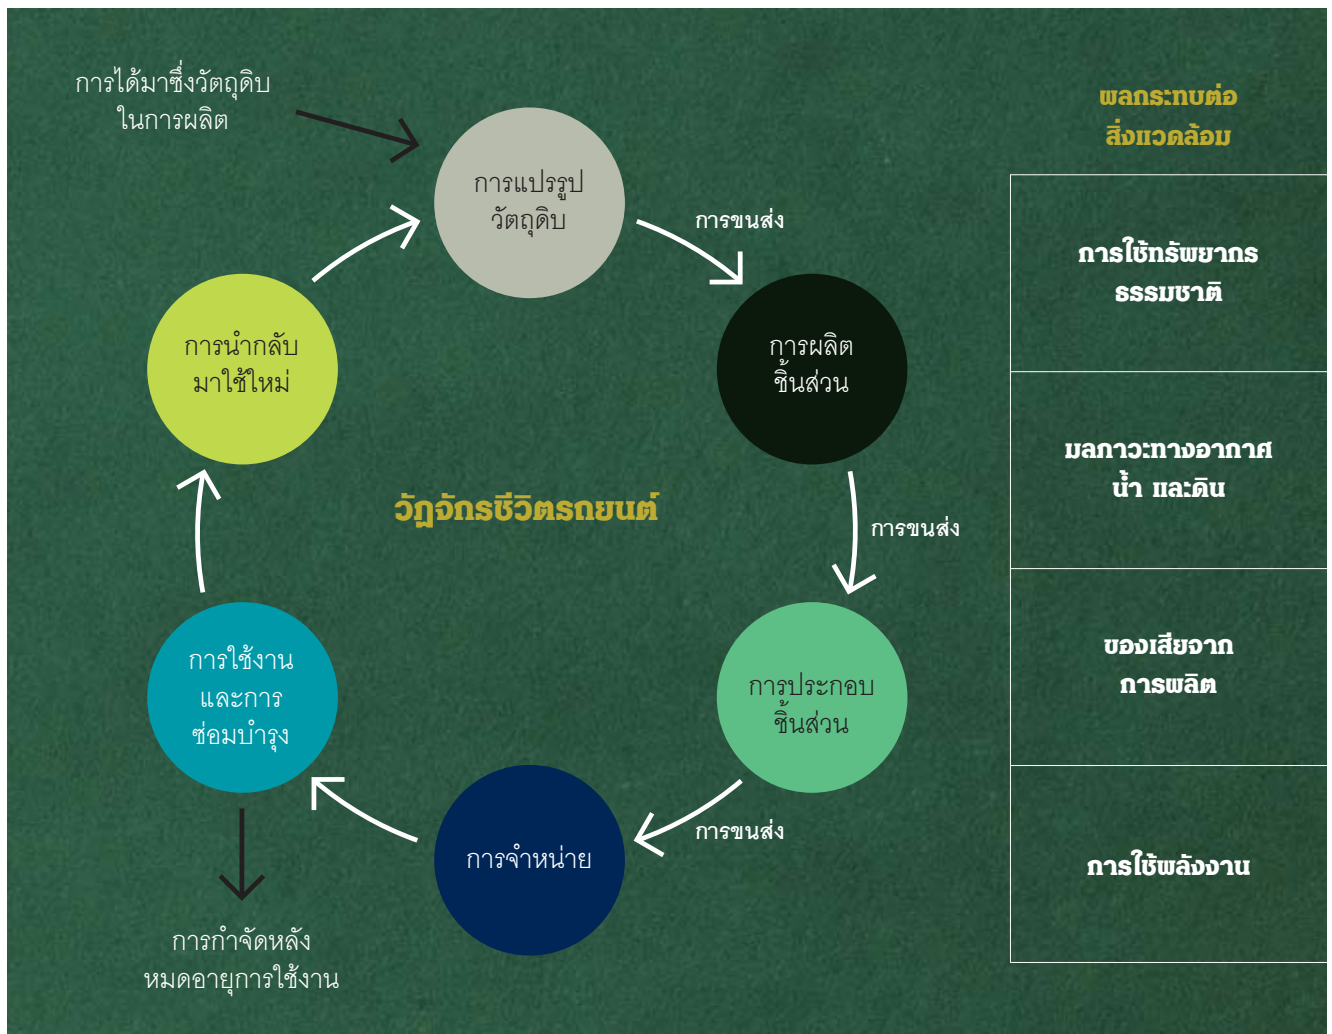 การได้มาซึ่งวัตถุดิบ
ในการผลิต
การแปรรูป
วัตถุดิบ
การขนส่ง
การผลิต
ชิ้นส่วน
การขนส่ง
การประกอบ
ชิ้นส่วน
การขนส่ง
การจำหน่าย
การใช้งาน
และการ
ซ่อมบำรุง
การกำจัดหลัง
หมดอายุการใช้งาน
การนำกลับ
มาใช้ใหม่
วัฏจักรชีวิตรถยนต์
ผลกระทบต่อ
สิ่งแวดล้อม
การใช้ทรัพยากร
ธรรมชาติ
มลภาวะทางอากาศ
น้ำ และดิน
ของเสียจาก
การผลิต
การใช้พลังงาน